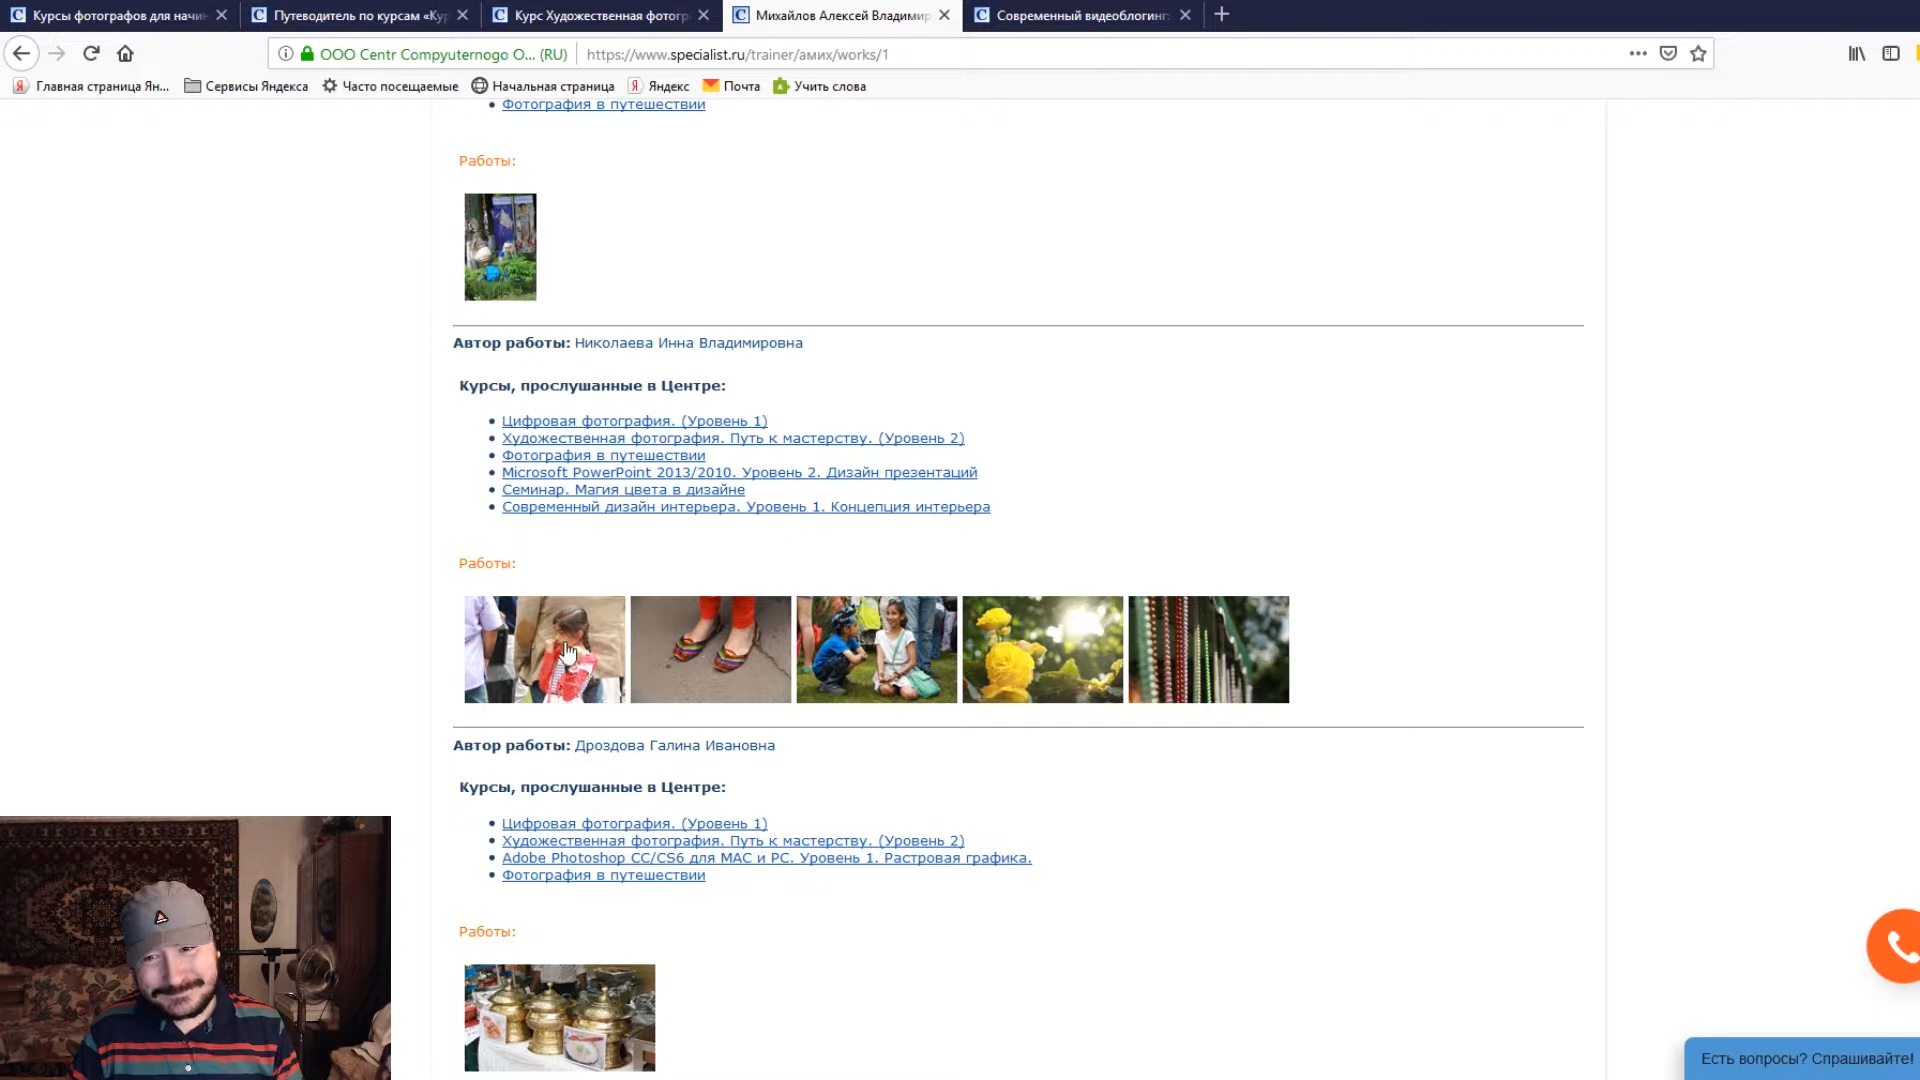 Курсы фотографов для начин
Путеводитель по курсам «Кур
Курс Художественная фотогр
Михайлов Алексей Владимир
Современный видеоблогинг:
ООО Centr Compyuternogo O... (RU)
https://www.specialist.ru/trainer/амих/works/1
Главная страница Ян...
Сервисы Яндекса
Часто посещаемые
Начальная страница
Яндекс
Почта
Учить слова
Фотография в путешествии
Работы:
Автор работы: Николаева Инна Владимировна
Курсы, прослушанные в Центре:
Цифровая фотография. (Уровень 1)
Художественная фотография. Путь к мастерству. (Уровень 2)
Фотография в путешествии
Microsoft PowerPoint 2013/2010. Уровень 2. Дизайн презентаций
Семинар. Магия цвета в дизайне
Современный дизайн интерьера. Уровень 1. Концепция интерьера
Работы:
Автор работы: Дроздова Галина Ивановна
Курсы, прослушанные в Центре:
Цифровая фотография. (Уровень 1)
Художественная фотография. Путь к мастерству. (Уровень 2)
Adobe Photoshop CC/CS6 для MAC и PC. Уровень 1. Растровая графика.
Фотография в путешествии
Работы:
Есть вопросы? Спрашивайте!